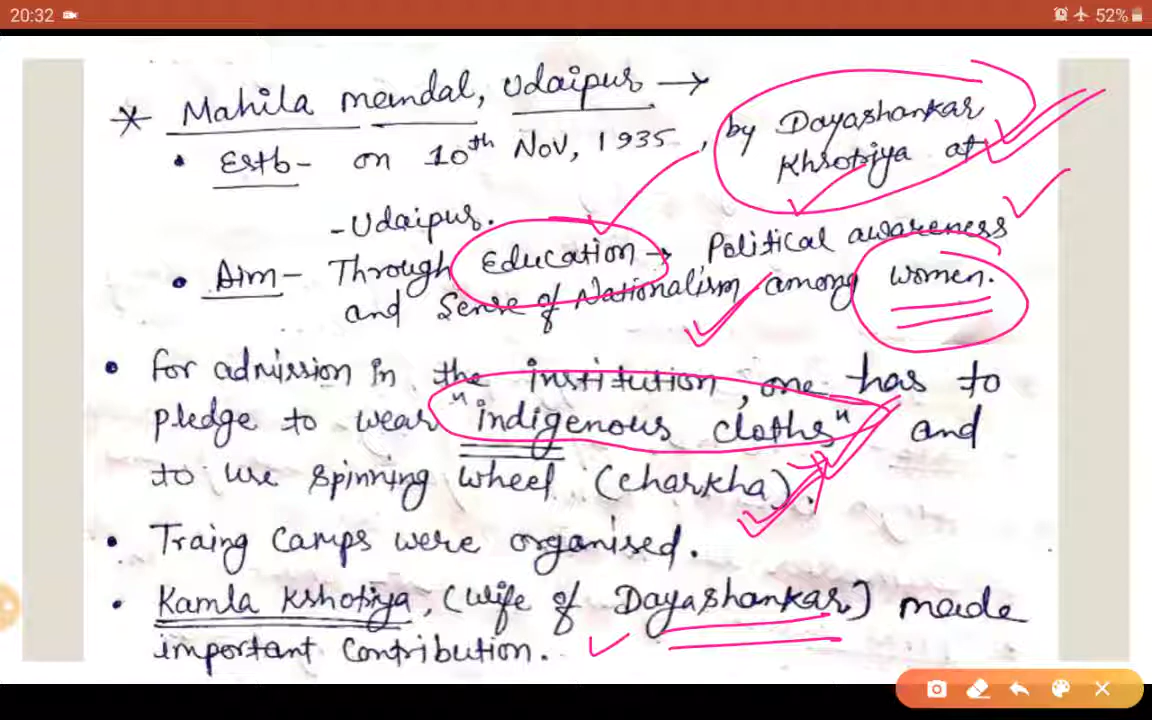 20:32
52%
* Mahila mandal, Udaipur →
• Estb - on 10th Nov, 1935, by Dayashankar
Khsrotriya at
- Udaipur.
• Aim - Through Education → Political awareness
and Sense of Nationalism among women.
• for admission in the institution, one has to
pledge to wear "indigenous cloths" and
to use spinning wheel (charkha).
• Traing camps were organised.
• Kamla Kshotriya, (wife of Dayashankar) made
important contribution.